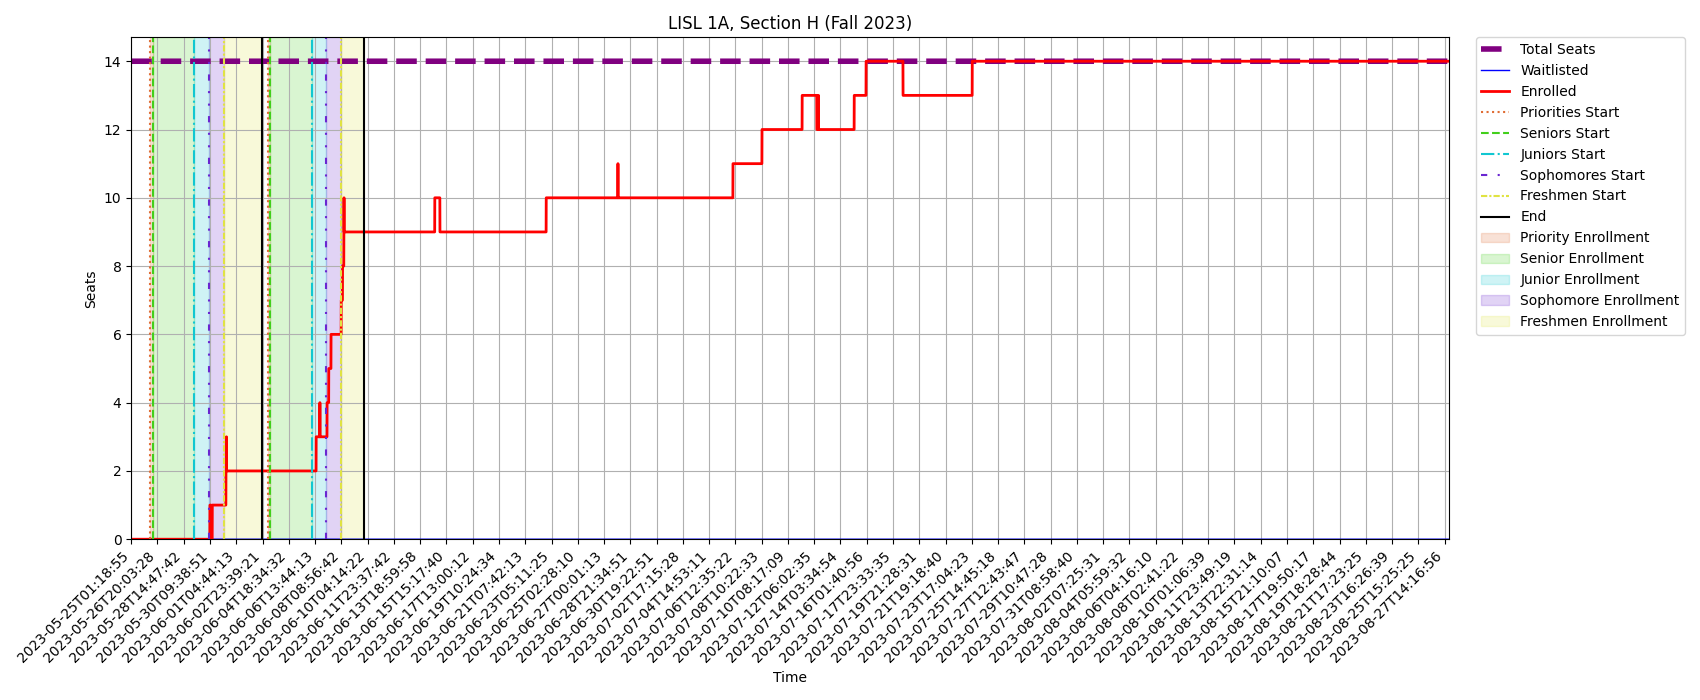 LISL 1A, Section H (Fall 2023)
Seats
14
12
10
8
6
4
2
0
2023-05-25T01:18:55
2023-05-26T20:03:28
2023-05-28T14:47:42
2023-05-30T09:38:51
2023-06-01T04:44:13
2023-06-02T23:39:21
2023-06-04T18:34:32
2023-06-06T13:44:13
2023-06-08T08:56:42
2023-06-10T04:14:22
2023-06-11T23:37:42
2023-06-13T18:59:58
2023-06-15T15:17:40
2023-06-17T13:00:12
2023-06-19T10:24:34
2023-06-21T07:42:13
2023-06-23T05:11:25
2023-06-25T02:28:10
2023-06-27T00:01:13
2023-06-28T21:34:51
2023-06-30T19:22:51
2023-07-02T17:15:28
2023-07-04T14:53:11
2023-07-06T12:35:22
2023-07-08T10:22:33
2023-07-10T08:17:09
2023-07-12T06:02:35
2023-07-14T03:34:54
2023-07-16T01:40:56
2023-07-17T23:33:35
2023-07-19T21:28:31
2023-07-21T19:18:40
2023-07-23T17:04:23
2023-07-25T14:45:18
2023-07-27T12:43:47
2023-07-29T10:47:28
2023-07-31T08:58:40
2023-08-02T07:25:31
2023-08-04T05:59:32
2023-08-06T04:16:10
2023-08-08T02:41:22
2023-08-10T01:06:39
2023-08-11T23:49:19
2023-08-13T22:31:14
2023-08-15T21:10:07
2023-08-17T19:50:17
2023-08-19T18:28:44
2023-08-21T17:23:25
2023-08-23T16:26:39
2023-08-25T15:25:25
2023-08-27T14:16:56
Time
Total Seats
Waitlisted
Enrolled
Priorities Start
Seniors Start
Juniors Start
Sophomores Start
Freshmen Start
End
Priority Enrollment
Senior Enrollment
Junior Enrollment
Sophomore Enrollment
Freshmen Enrollment